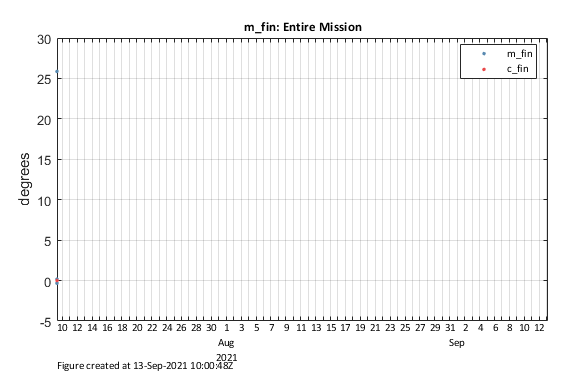 m_fin: Entire Mission
30
m_fin
c_fin
25
20
degrees
15
10
5
0
-5
10 12 14 16 18 20 22 24 26 28 30 1 3 5 7 9 11 13 15 17 19 21 23 25 27 29 31 2 4 6 8 10 12
Aug Sep
2021
Figure created at 13-Sep-2021 10:00:48Z